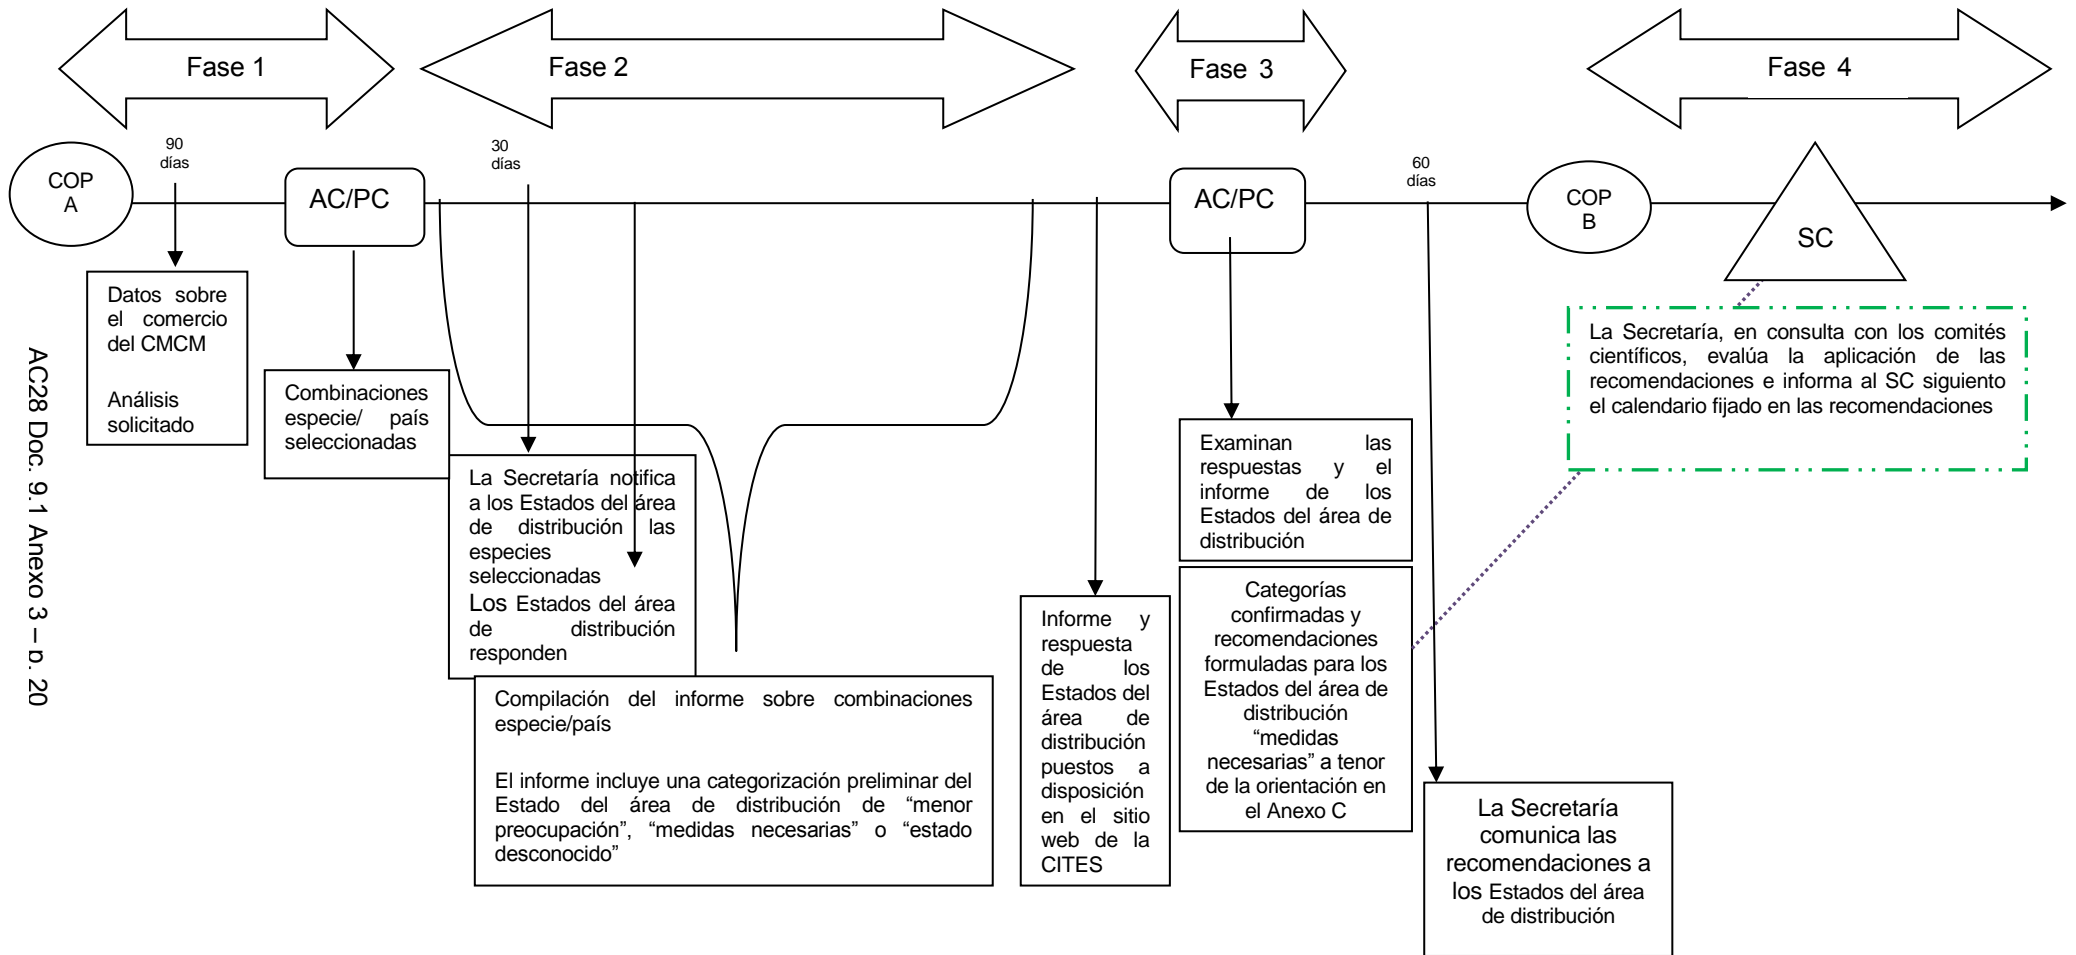 Fase 1
Fase 2
Fase 3
Fase 4
COP
A
90
días
AC/PC
30
días
AC/PC
60
días
COP
B
SC
Datos sobre
el comercio
del CMCM
Análisis
solicitado
Combinaciones
especie/ país
seleccionadas
La Secretaría notifica
a los Estados del área
de distribución las
especies
seleccionadas
Los Estados del área
de distribución
responden
Compilación del informe sobre combinaciones
especie/país
El informe incluye una categorización preliminar del
Estado del área de distribución de “menor
preocupación”, “medidas necesarias” o “estado
desconocido”
Informe y
respuesta
de los
Estados del
área de
distribución
puestos a
disposición
en el sitio
web de la
CITES
Examinan las
respuestas y el
informe de los
Estados del área de
distribución
Categorías
confirmadas y
recomendaciones
formuladas para los
Estados del área de
distribución
“medidas
necesarias” a tenor
de la orientación en
el Anexo C
La Secretaría
comunica las
recomendaciones a
los Estados del área
de distribución
La Secretaría, en consulta con los comités
científicos, evalúa la aplicación de las
recomendaciones e informa al SC siguiento
el calendario fijado en las recomendaciones
AC28 Doc. 9.1 Anexo 3 – p. 20